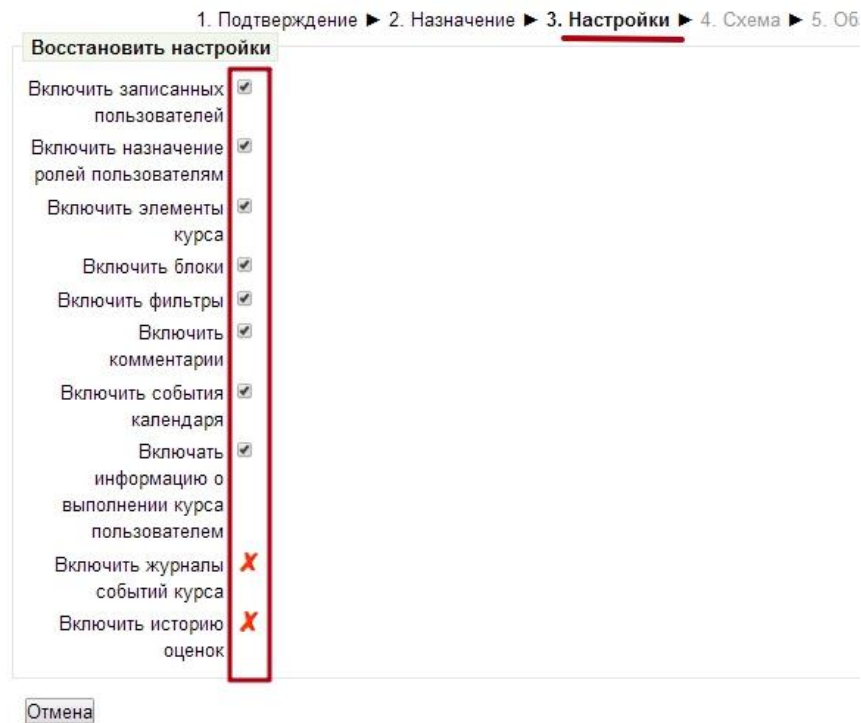 1. Подтверждение ► 2. Назначение ► 3. Настройки ► 4. Схема ► 5.
Восстановить настройки
Включить записанных
пользователей
Включить назначение
ролей пользователям
Включить элементы
курса
Включить блоки
Включить фильтры
Включить
комментарии
Включить события
календаря
Включать
информацию о
выполнении курса
пользователем
Включить журналы
событий курса
Включить историю
оценок
Отмена